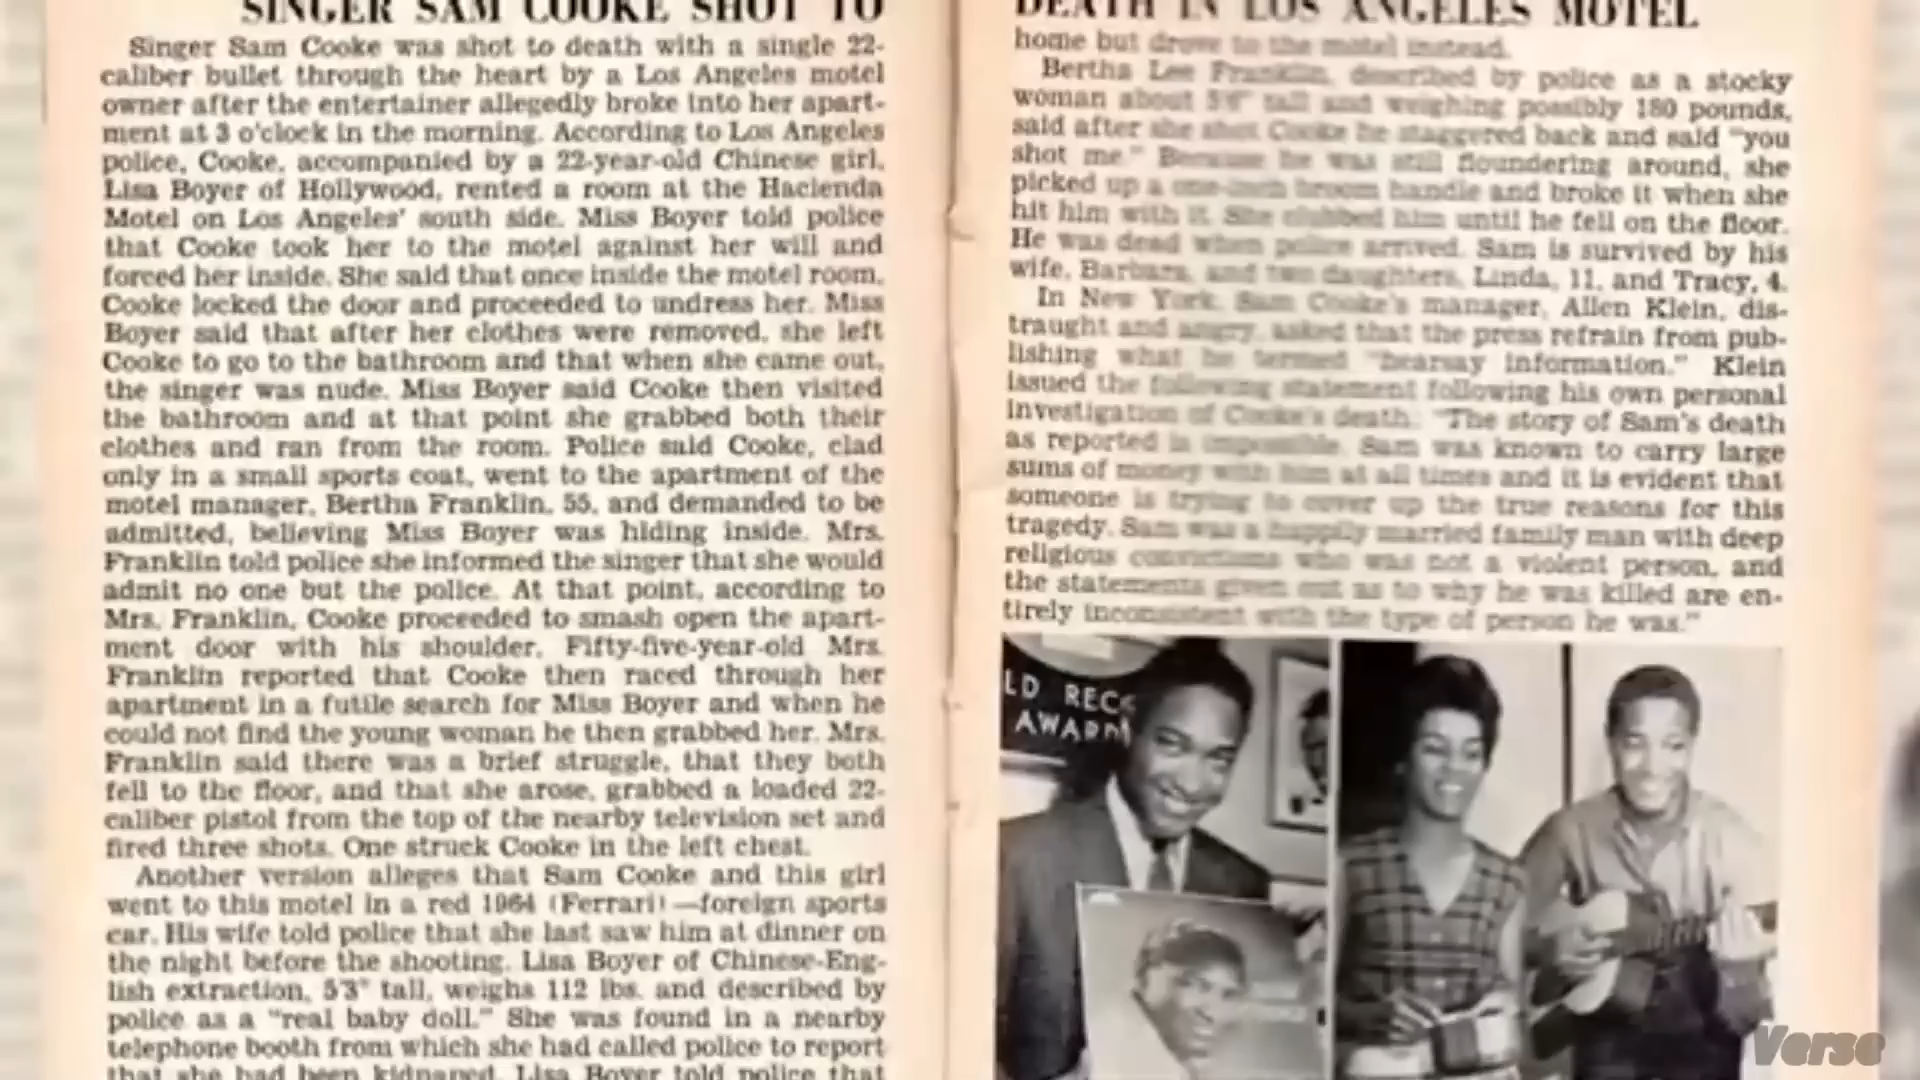 SINGER SAM COOKE SHOT TO
Singer Sam Cooke was shot to death with a single 22-
caliber bullet through the heart by a Los Angeles motel
owner after the entertainer allegedly broke into her apart-
ment at 3 o'clock in the morning. According to Los Angeles
police, Cooke, accompanied by a 22-year-old Chinese girl,
Lisa Boyer of Hollywood, rented a room at the Hacienda
Motel on Los Angeles' south side. Miss Boyer told police
that Cooke took her to the motel against her will and
forced her inside. She said that once inside the motel room,
Cooke locked the door and proceeded to undress her. Miss
Boyer said that after her clothes were removed, she left
Cooke to go to the bathroom and that when she came out,
the singer was nude. Miss Boyer said Cooke then visited
the bathroom and at that point she grabbed both their
clothes and ran from the room. Police said Cooke, clad
only in a small sports coat, went to the apartment of the
motel manager, Bertha Franklin, 55, and demanded to be
admitted, believing Miss Boyer was hiding inside. Mrs.
Franklin told police she informed the singer that she would
admit no one but the police. At that point, according to
Mrs. Franklin, Cooke proceeded to smash open the apart-
ment door with his shoulder. Fifty-five-year-old Mrs.
Franklin reported that Cooke then raced through her
apartment in a futile search for Miss Boyer and when he
could not find the young woman he then grabbed her. Mrs.
Franklin said there was a brief struggle, that they both
fell to the floor, and that she arose, grabbed a loaded 22-
caliber pistol from the top of the nearby television set and
fired three shots. One struck Cooke in the left chest.
Another version alleges that Sam Cooke and this girl
went to this motel in a red 1964 (Ferrari)—foreign sports
car. His wife told police that she last saw him at dinner on
the night before the shooting. Lisa Boyer of Chinese-Eng-
lish extraction, 5'3" tall, weighs 112 lbs. and described by
police as a "real baby doll." She was found in a nearby
telephone booth from which she had called police to report
that she had been kidnaped. Lisa Boyer told police that
DEATH IN LOS ANGELES MOTEL
home but drove to the motel instead.
Bertha Lee Franklin, described by police as a stocky
woman about 5'6" tall and weighing possibly 180 pounds,
said after she shot Cooke he staggered back and said "you
shot me." Because he was still floundering around, she
picked up a one-inch broom handle and broke it when she
hit him with it. She clubbed him until he fell on the floor.
He was dead when police arrived. Sam is survived by his
wife, Barbara, and two daughters, Linda, 11, and Tracy, 4.
In New York, Sam Cooke's manager, Allen Klein, dis-
traught and angry, asked that the press refrain from pub-
lishing what he termed "hearsay information." Klein
issued the following statement following his own personal
investigation of Cooke's death: "The story of Sam's death
as reported is impossible. Sam was known to carry large
sums of money with him at all times and it is evident that
someone is trying to cover up the true reasons for this
tragedy. Sam was a happily married family man with deep
religious convictions who was not a violent person, and
the statements given out as to why he was killed are en-
tirely inconsistent with the type of person he was."
LD REC
AWARD
Verse